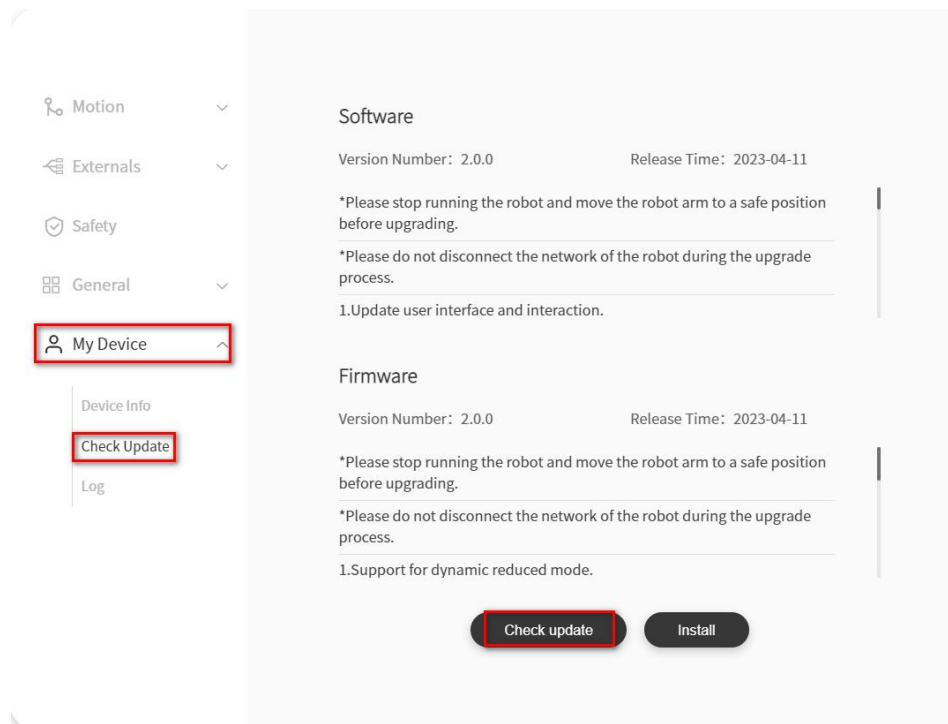 Motion
Externals
Safety
General
My Device
Device Info
Check Update
Log
Software
Version Number：2.0.0
Release Time：2023-04-11
*Please stop running the robot and move the robot arm to a safe position
before upgrading.
*Please do not disconnect the network of the robot during the upgrade
process.
1.Update user interface and interaction.
Firmware
Version Number：2.0.0
Release Time：2023-04-11
*Please stop running the robot and move the robot arm to a safe position
before upgrading.
*Please do not disconnect the network of the robot during the upgrade
process.
1.Support for dynamic reduced mode.
Check update
Install